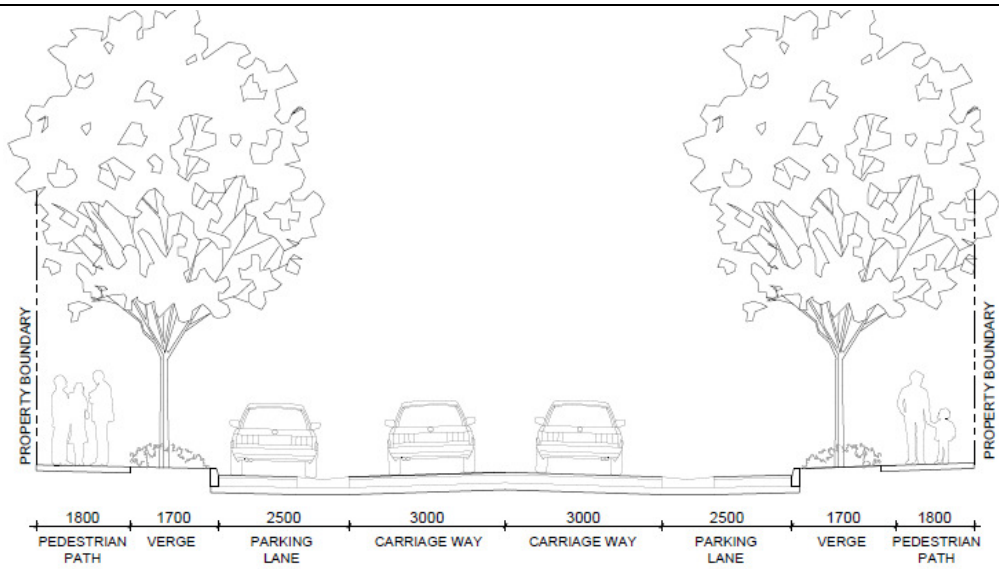 PROPERTY BOUNDARY
PROPERTY BOUNDARY
1800 1700 2500 3000 3000 2500 1700 1800
PEDESTRIAN VERGE PARKING CARRIAGE WAY CARRIAGE WAY PARKING VERGE PEDESTRIAN
PATH LANE LANE PATH